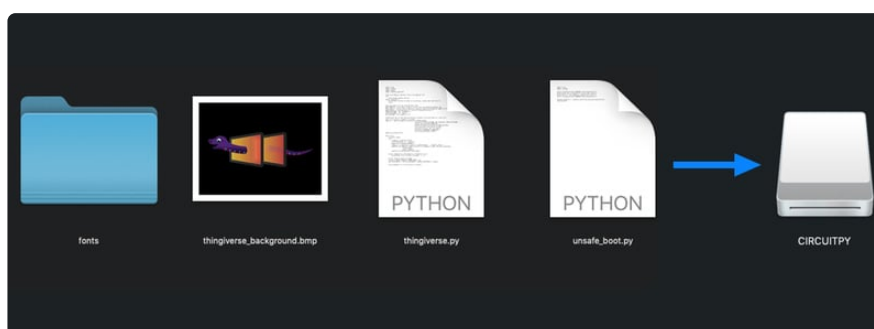 PYTHON
PYTHON
fonts
thingiverse_background.bmp
thingiverse.py
unsafe_boot.py
CIRCUITPY